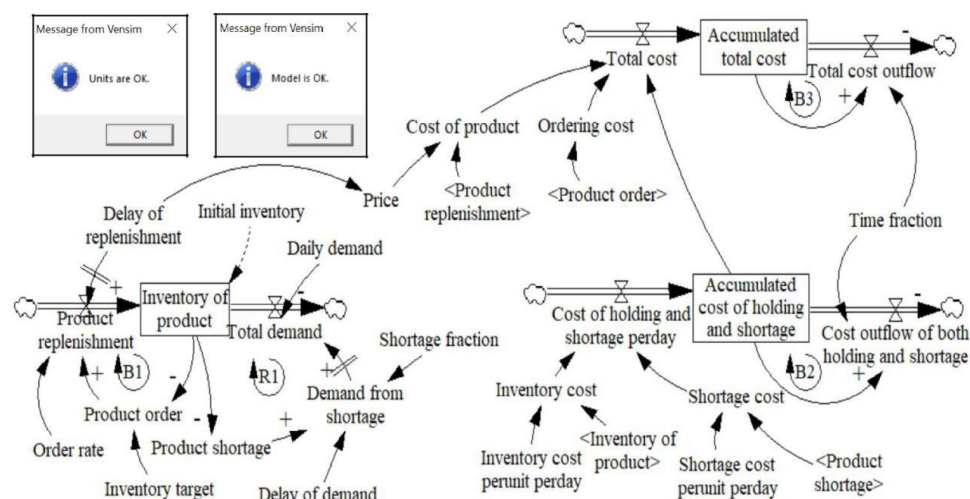 Message from Vensim
Units are OK.
OK
Message from Vensim
Model is OK.
OK
Total cost
Accumulated
total cost
Total cost outflow
-
+
B3
Cost of product
Ordering cost
Price
<Product
replenishment>
<Product order>
Time fraction
Delay of
replenishment
Initial inventory
Daily demand
+
Inventory of
product
-
Product
replenishment
Total demand
Shortage fraction
B1
R1
+
-
-
+
+
Product order
Demand from
shortage
Order rate
Product shortage
Inventory target
Delay of demand
Cost of holding and
shortage perday
Accumulated
cost of holding
and shortage
-
Cost outflow of both
holding and shortage
B2
+
Inventory cost
Shortage cost
Inventory cost
perunit perday
<Inventory of
product>
Shortage cost
perunit perday
<Product
shortage>